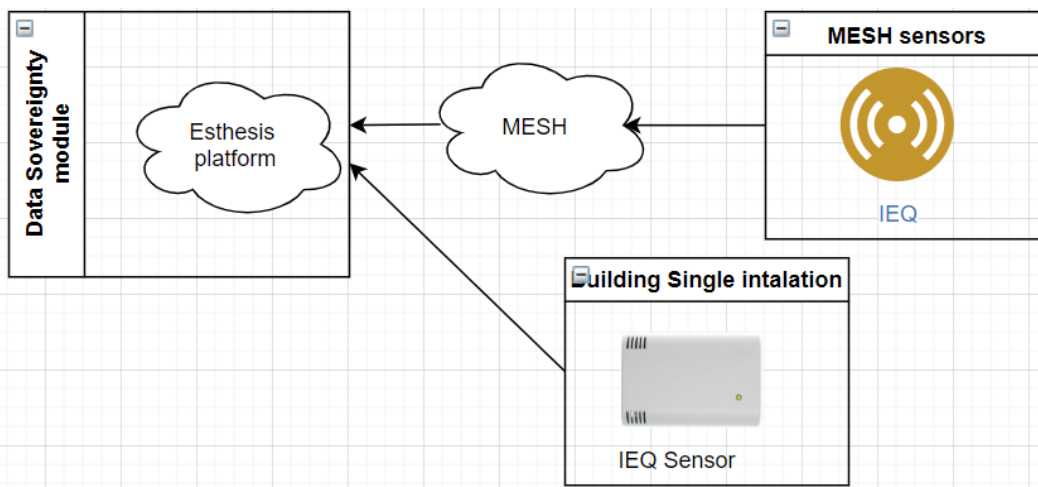 Data Sovereignty
module
Esthesis
platform
MESH
MESH sensors
IEQ
Building Single intalation
IEQ Sensor